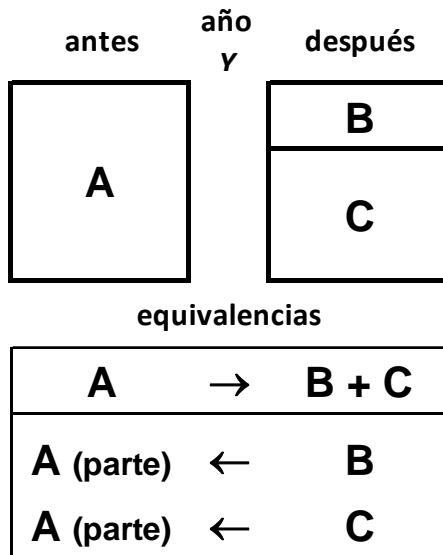 antes año después
Y
A B
C
equivalencias
A → B + C
A (parte) ← B
A (parte) ← C